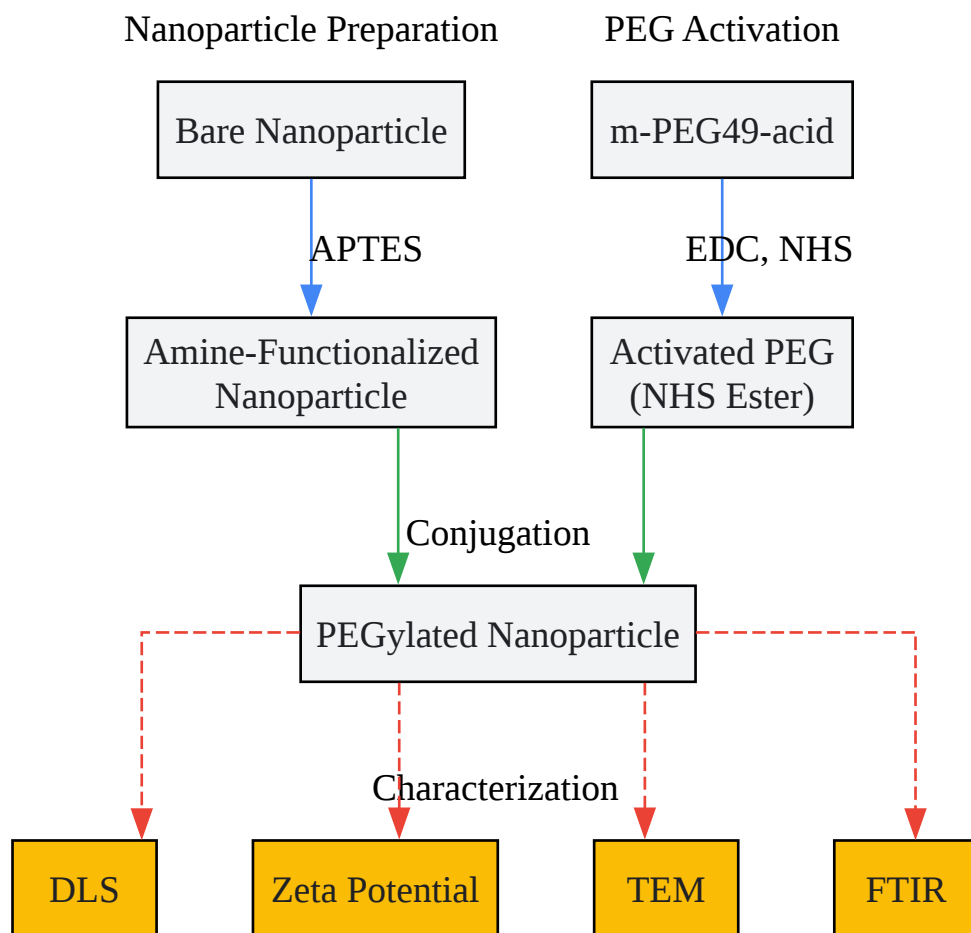 Nanoparticle Preparation
PEG Activation
Bare Nanoparticle
m-PEG49-acid
APTES
EDC, NHS
Amine-Functionalized
Nanoparticle
Activated PEG
(NHS Ester)
Conjugation
PEGylated Nanoparticle
Characterization
DLS
Zeta Potential
TEM
FTIR